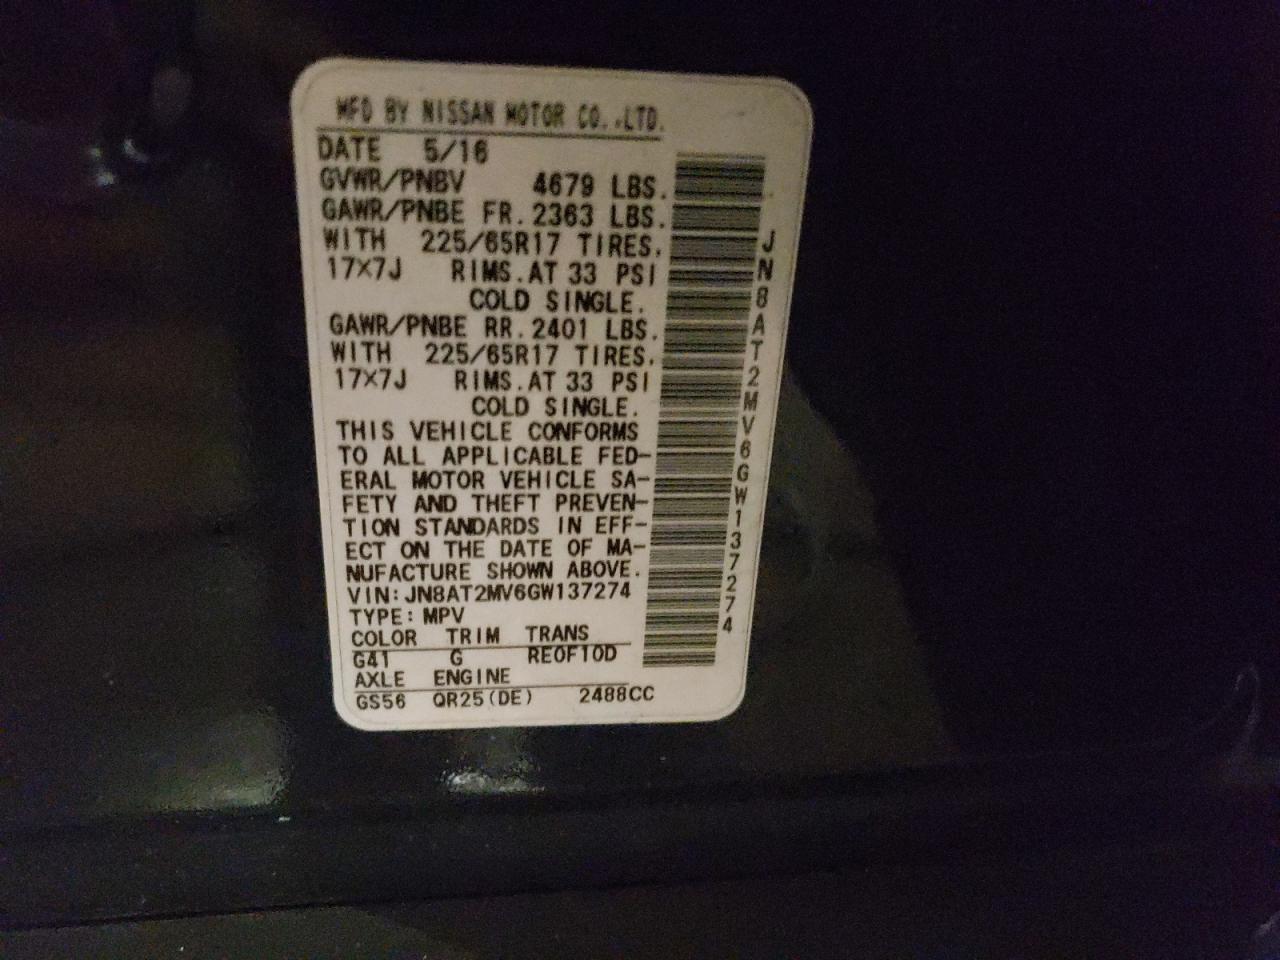 MFD BY NISSAN MOTOR CO.,LTD.
DATE 5/16
GVWR/PNBV 4679 LBS.
GAWR/PNBE FR.2363 LBS.
WITH 225/65R17 TIRES.
17×7J RIMS.AT 33 PSI
COLD SINGLE.
GAWR/PNBE RR.2401 LBS.
WITH 225/65R17 TIRES.
17×7J RIMS.AT 33 PSI
COLD SINGLE.
THIS VEHICLE CONFORMS
TO ALL APPLICABLE FED-
ERAL MOTOR VEHICLE SA-
FETY AND THEFT PREVEN-
TION STANDARDS IN EFF-
ECT ON THE DATE OF MA-
NUFACTURE SHOWN ABOVE.
VIN:JN8AT2MV6GW137274
TYPE:MPV
COLOR TRIM TRANS
G41 G RE0F10D
AXLE ENGINE
GS56 QR25(DE) 2488CC
JN8AT2MV6GW137274